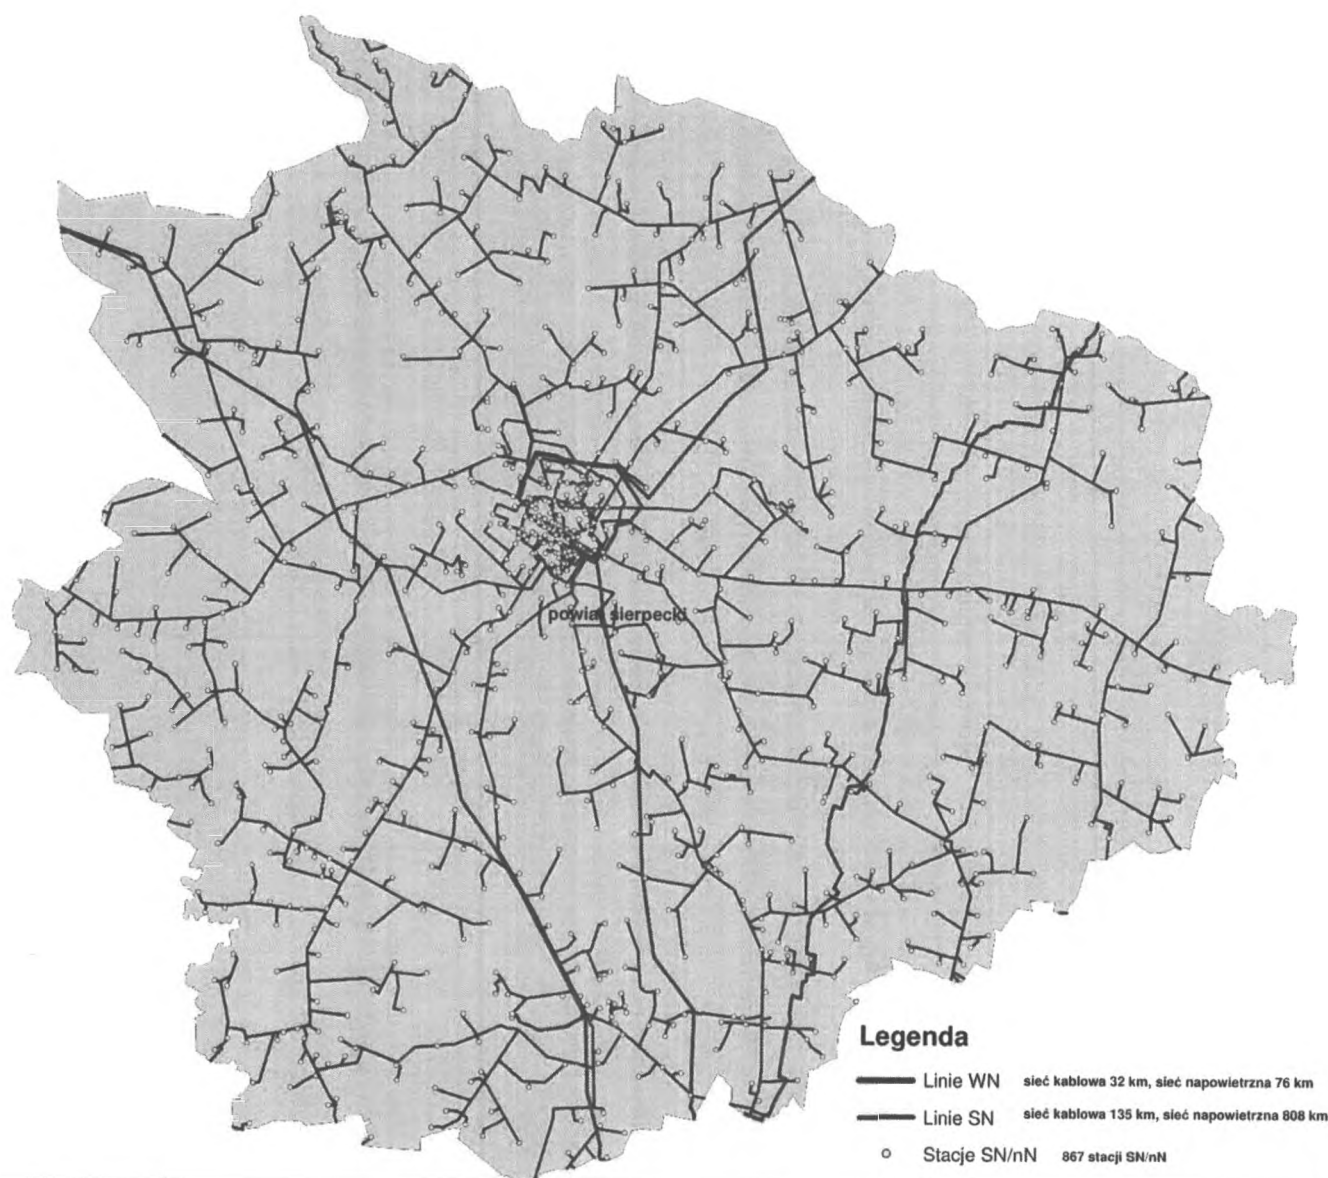 powiat sierpecki
Legenda
Linie WN sieć kablowa 32 km, sieć napowietrzna 76 km
Linie SN sieć kablowa 135 km, sieć napowietrzna 808 km
Stacje SN/nN 867 stacji SN/nN